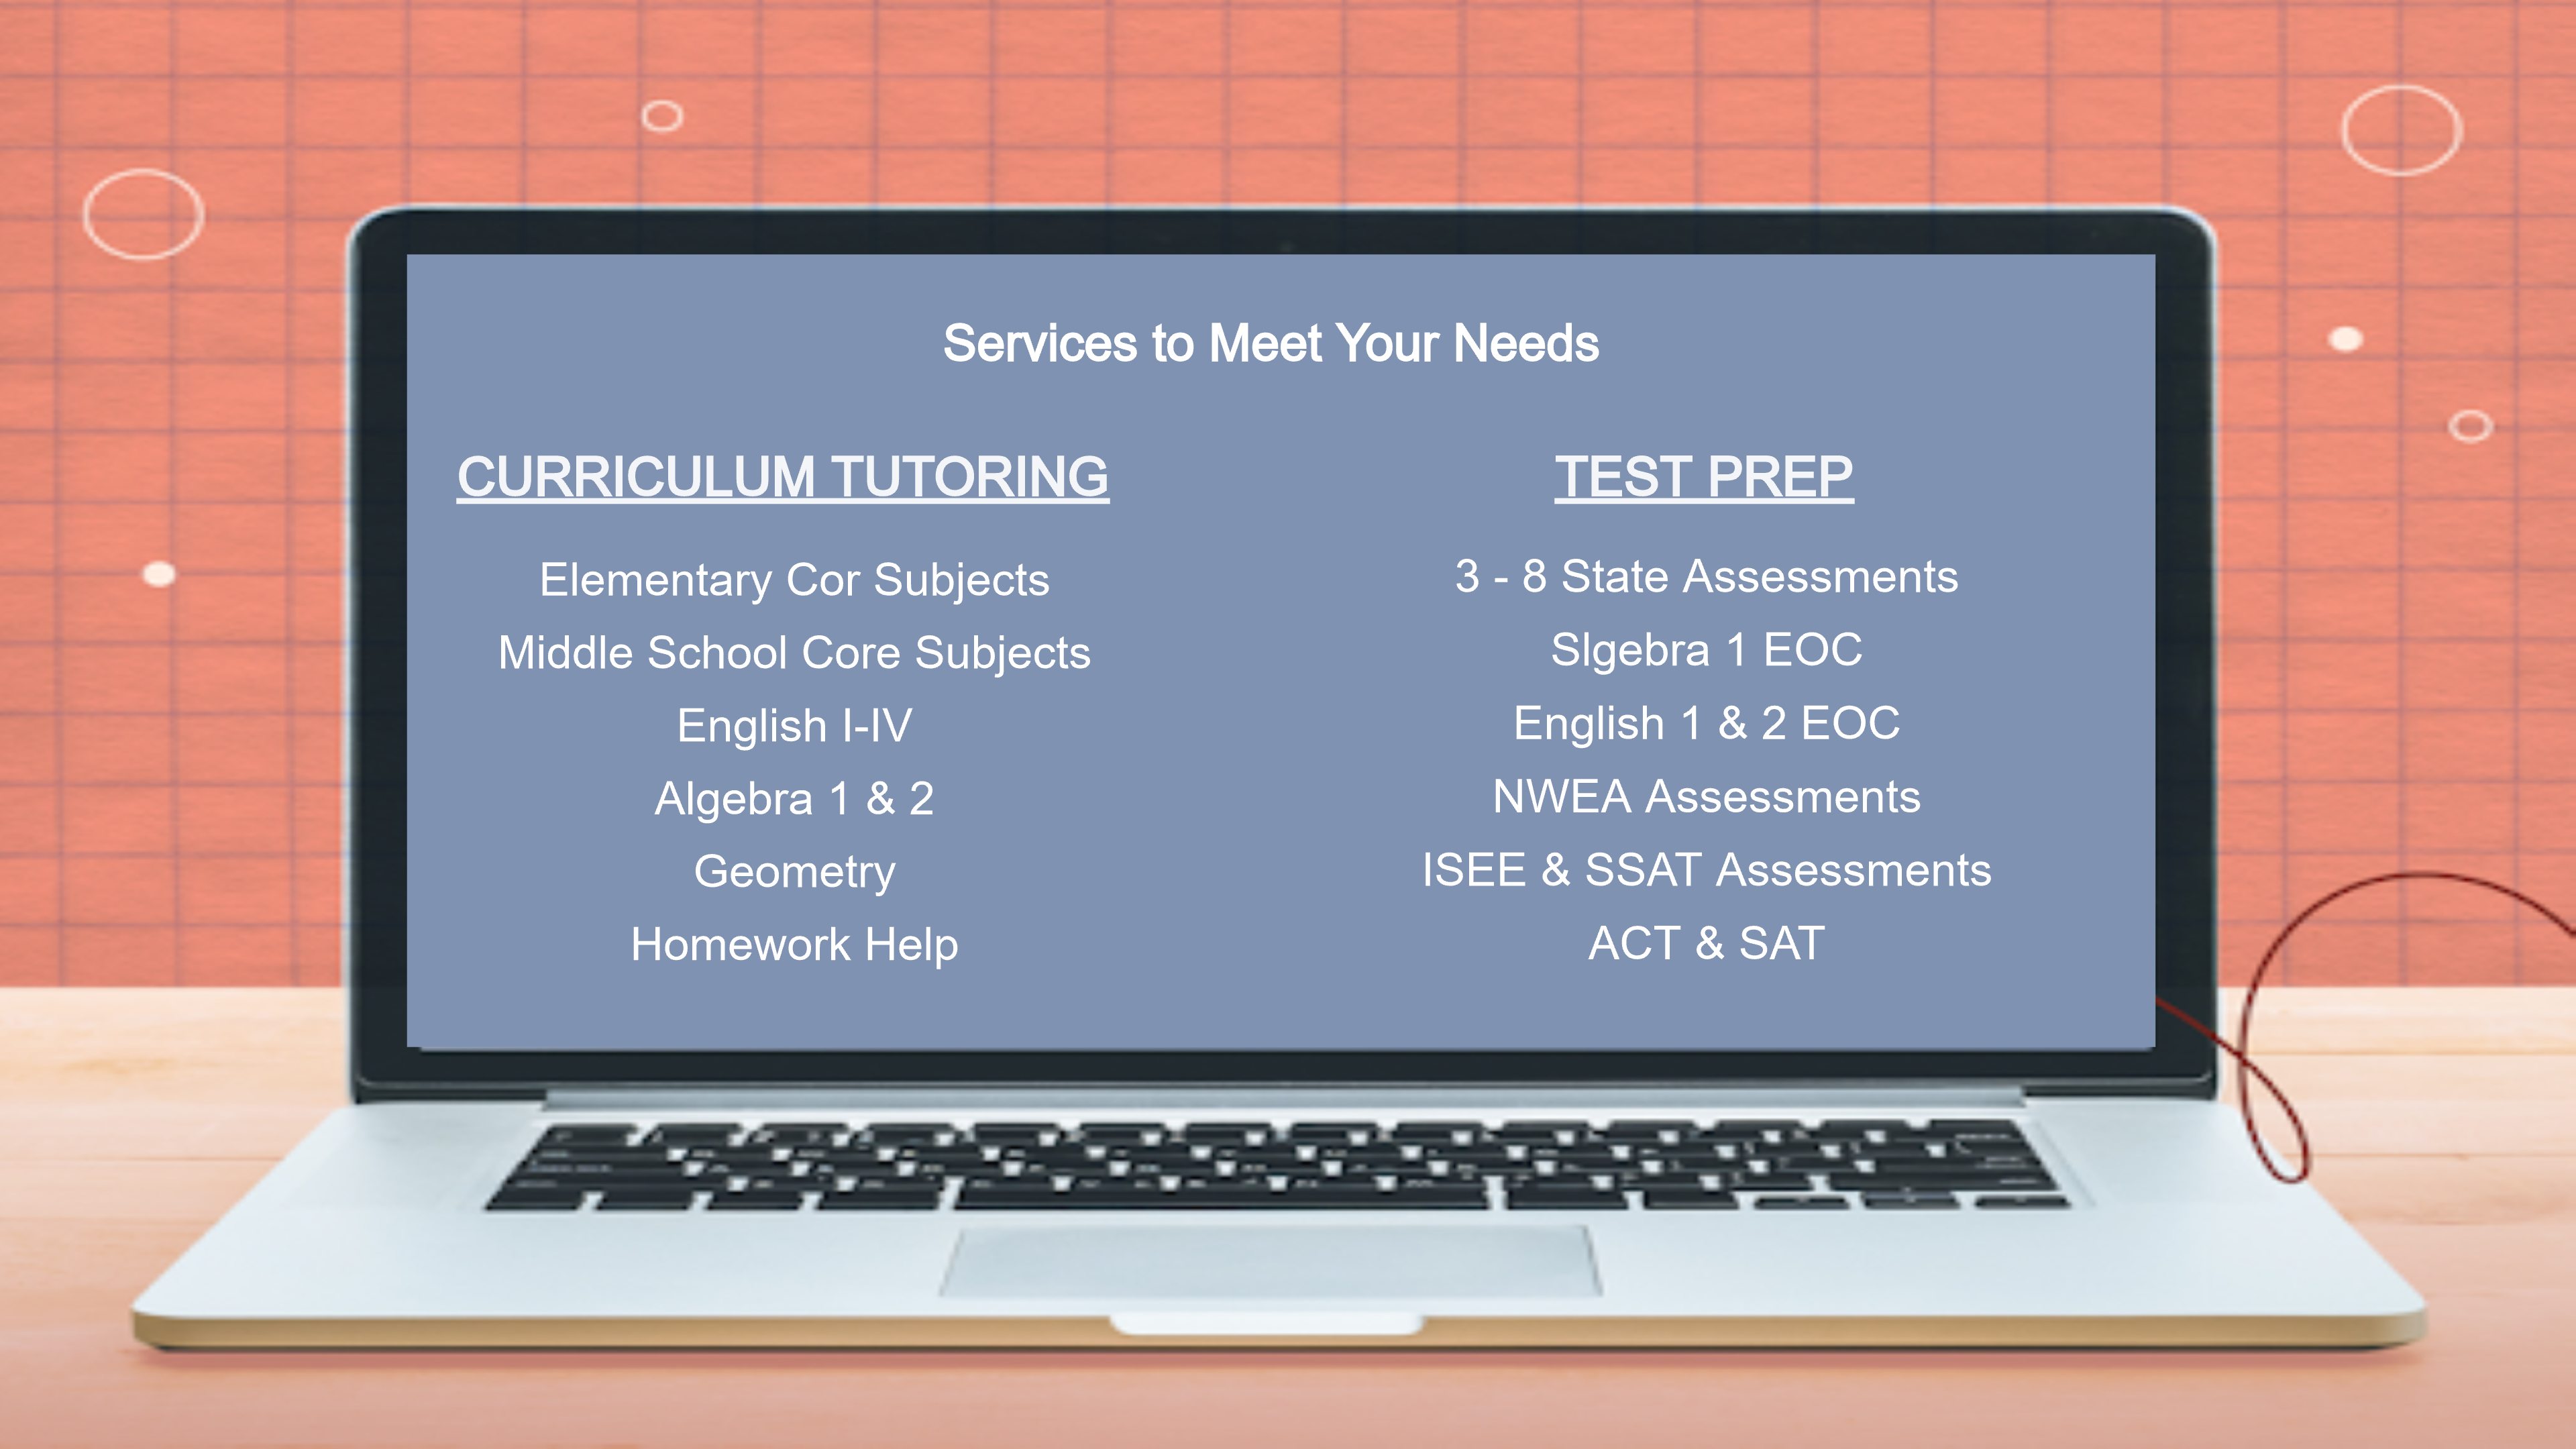 Services to Meet Your Needs
CURRICULUM TUTORING
Elementary Cor Subjects
Middle School Core Subjects
English I-IV
Algebra 1 & 2
Geometry
Homework Help
TEST PREP
3 - 8 State Assessments
Slgebra 1 EOC
English 1 & 2 EOC
NWEA Assessments
ISEE & SSAT Assessments
ACT & SAT